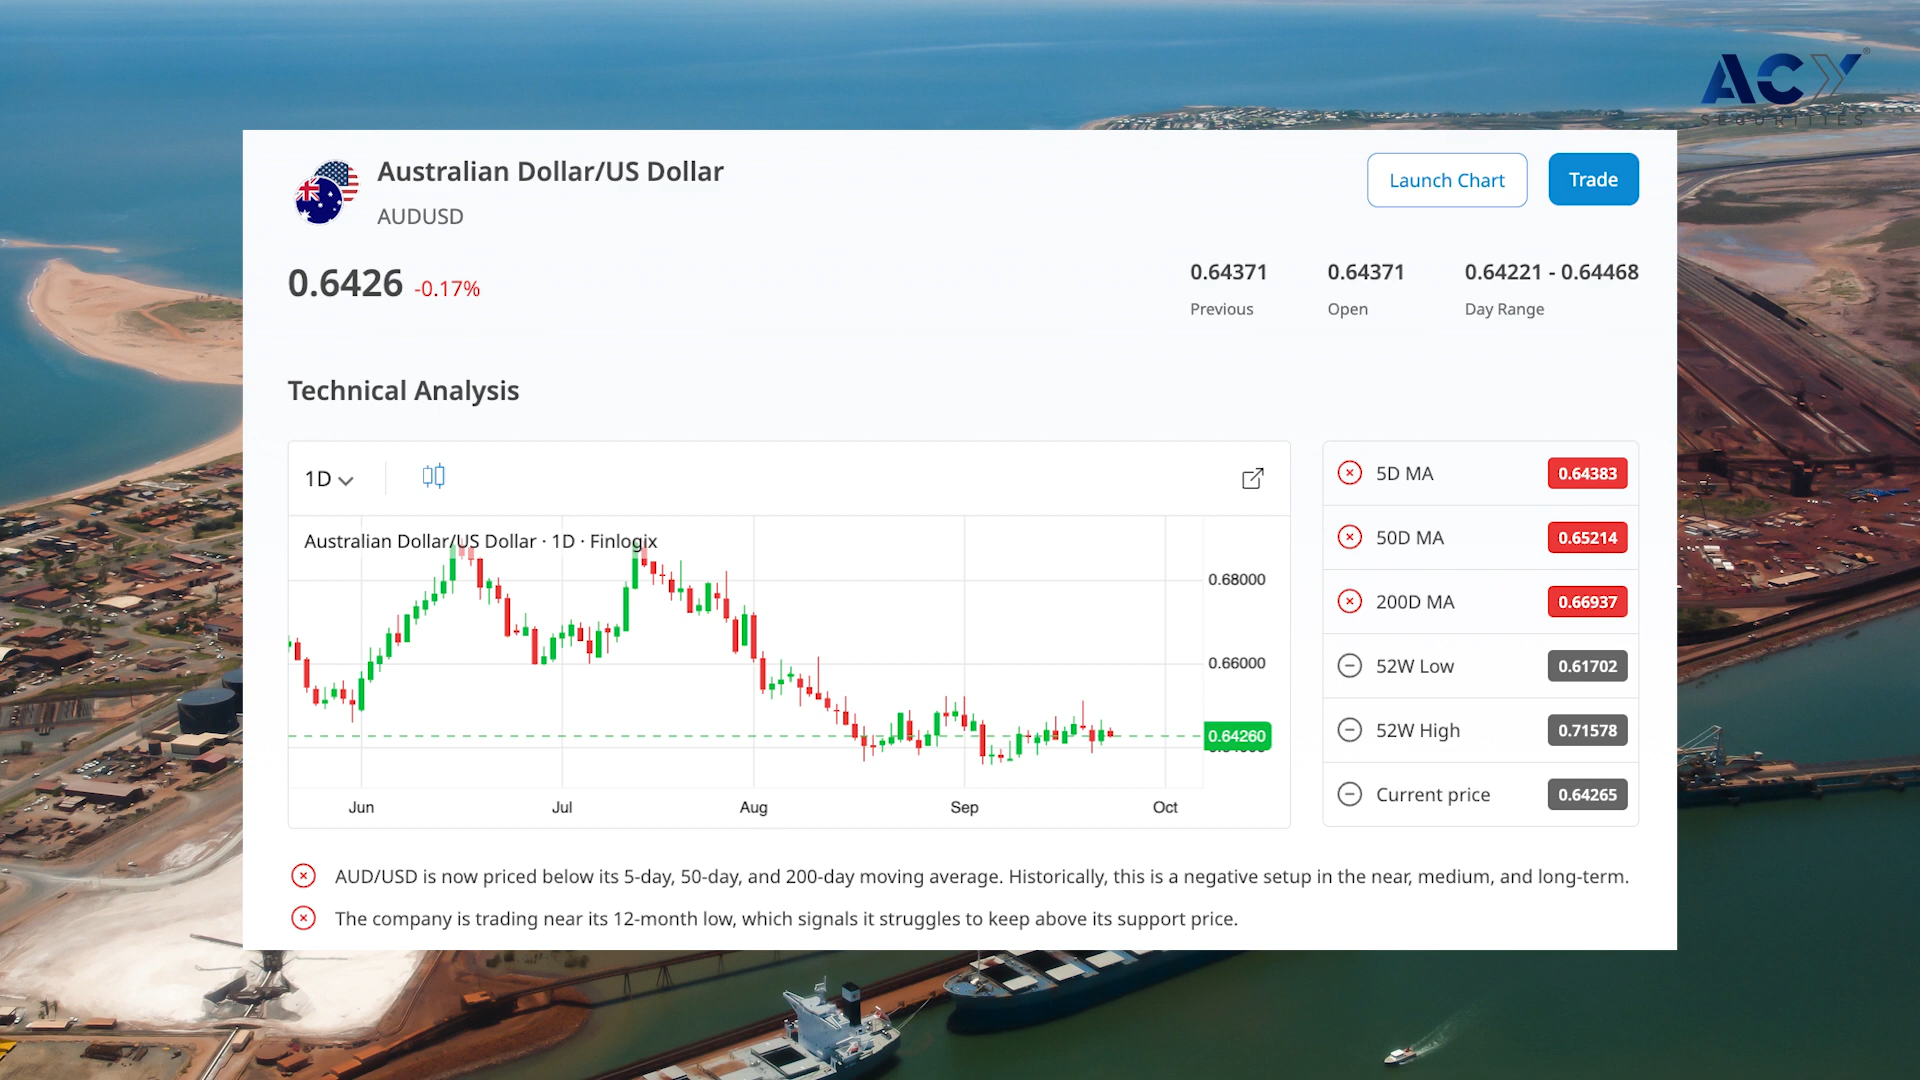 ACY
SECURITIES
Australian Dollar/US Dollar
AUDUSD
Launch Chart
Trade
0.6426 -0.17%
0.64371
Previous
0.64371
Open
0.64221 - 0.64468
Day Range
Technical Analysis
1D
Australian Dollar/US Dollar · 1D · Finlogix
0.68000
0.66000
0.64260
Jun
Jul
Aug
Sep
Oct
5D MA 0.64383
50D MA 0.65214
200D MA 0.66937
52W Low 0.61702
52W High 0.71578
Current price 0.64265
AUD/USD is now priced below its 5-day, 50-day, and 200-day moving average. Historically, this is a negative setup in the near, medium, and long-term.
The company is trading near its 12-month low, which signals it struggles to keep above its support price.